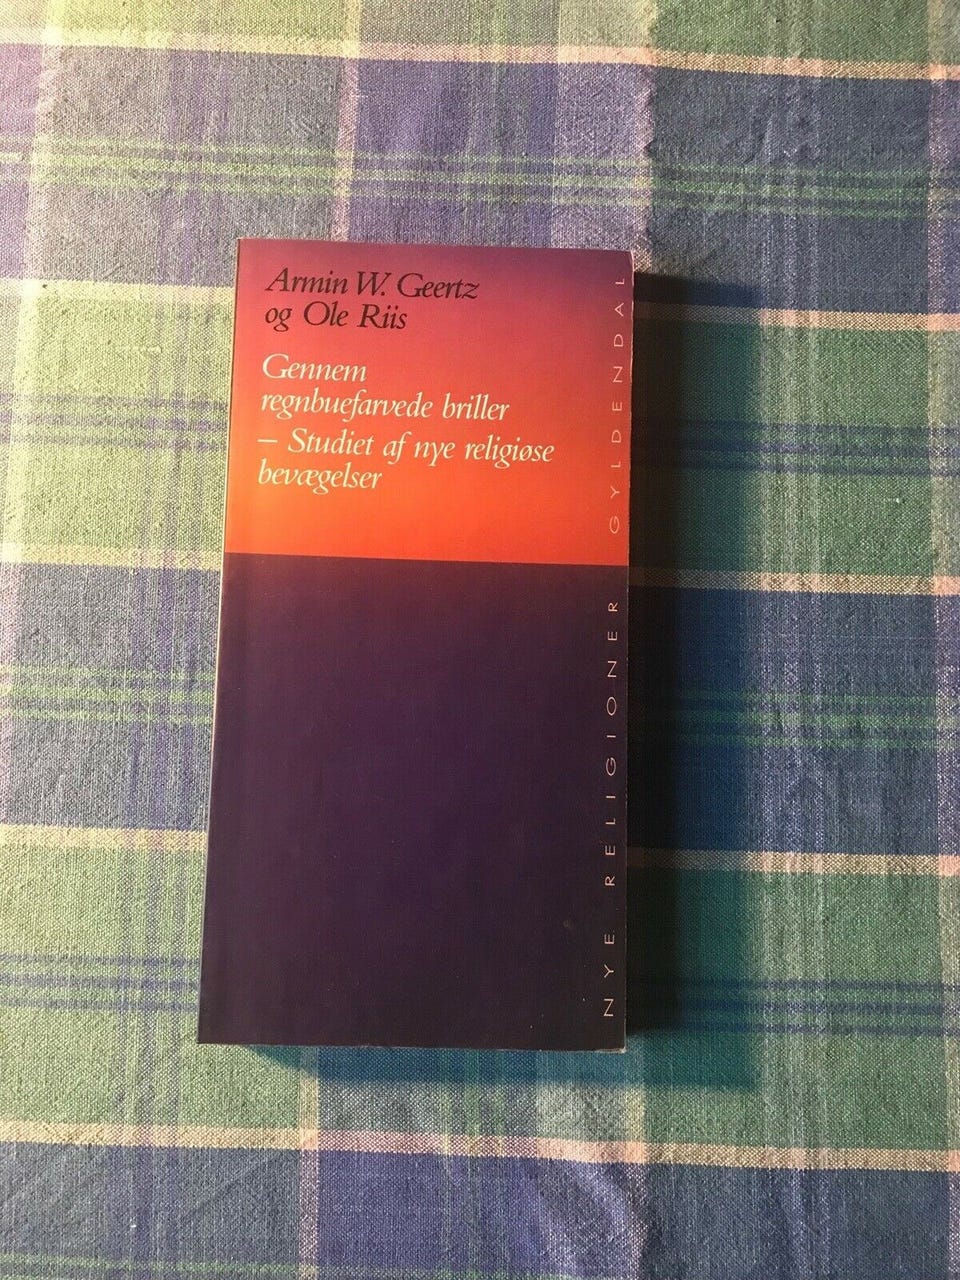 Armin W. Geertz
og Ole Riis
Gennem
regnbuefarvede briller
– Studiet af nye religiøse
bevægelser
NYE RELIGIONER GYLDENDAL